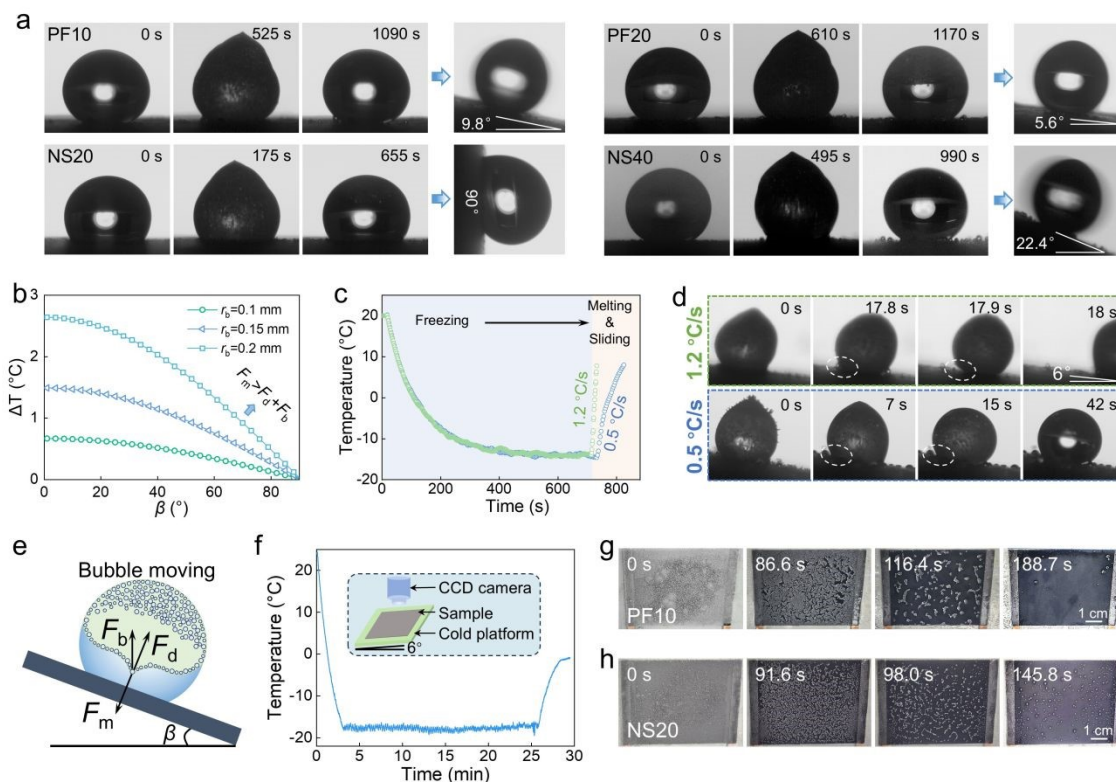 a
PF10 0 s 525 s 1090 s 9.8°
PF20 0 s 610 s 1170 s 5.6°
NS20 0 s 175 s 655 s 90°
NS40 0 s 495 s 990 s 22.4°
b
3
2
1
0
ΔT (°C)
r_b=0.1 mm
r_b=0.15 mm
r_b=0.2 mm
F_m>F_d+F_b
0 20 40 60 80
β (°)
c
20
10
0
-10
-20
Temperature (°C)
Freezing
Melting
&
Sliding
1.2 °C/s
0.5 °C/s
0 200 400 600 800
Time (s)
d
1.2 °C/s
0 s 17.8 s 17.9 s 18 s
6°
0.5 °C/s
0 s 7 s 15 s 42 s
e
Bubble moving
F_b
F_d
F_m
β
f
20
10
0
-10
-20
Temperature (°C)
CCD camera
Sample
Cold platform
6°
0 5 10 15 20 25 30
Time (min)
g
0 s 86.6 s 116.4 s 188.7 s
PF10 1 cm
h
0 s 91.6 s 98.0 s 145.8 s
NS20 1 cm